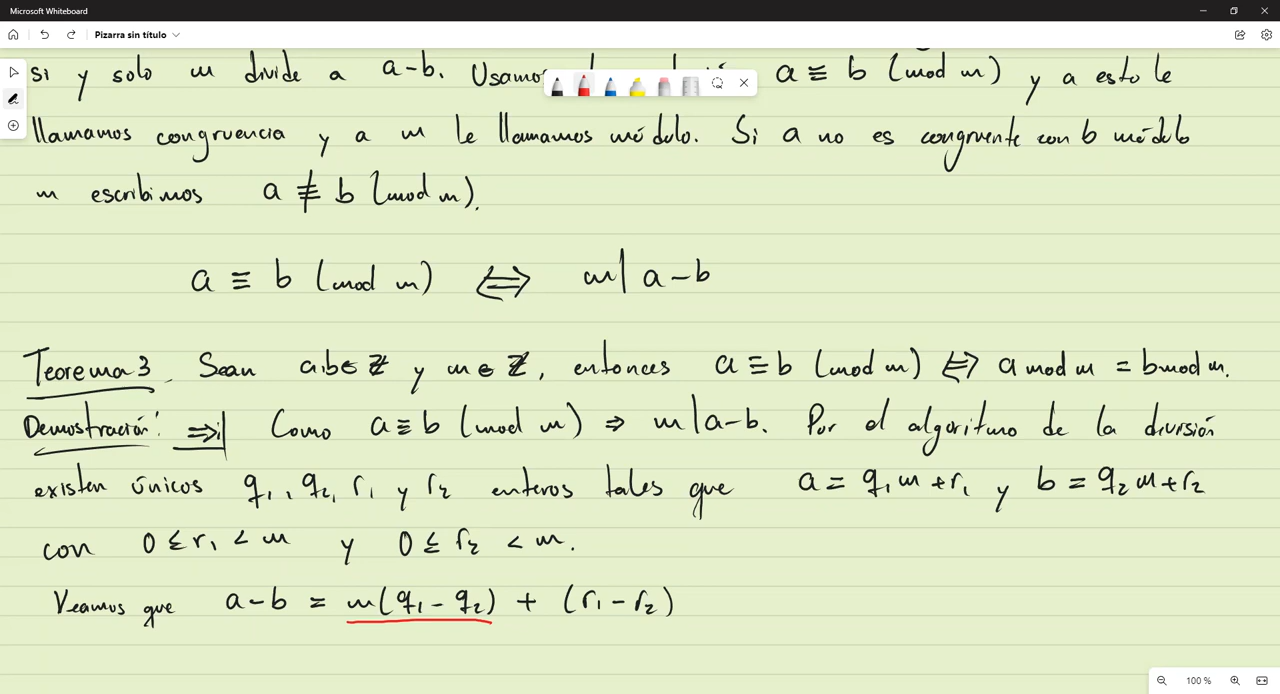 Microsoft Whiteboard
Pizarra sin título
si y solo m divide a a-b. Usamos a ≡ b (mod m) y a esto le
llamamos congruencia y a m le llamamos módulo. Si a no es congruente con b módulo
m escribimos a ≢ b (mod m).
a ≡ b (mod m) ⟺ m | a-b
Teorema 3. Sean a,b∈ℤ y m∈ℤ, entonces a ≡ b (mod m) ⟺ a mod m = b mod m.
Demostración: ⟹| Como a ≡ b (mod m) ⇒ m | a-b. Por el algoritmo de la división
existen únicos q₁, q₂, r₁ y r₂ enteros tales que a = q₁m + r₁ y b = q₂m + r₂
con 0 ≤ r₁ < m y 0 ≤ r₂ < m.
Veamos que a-b = m(q₁ - q₂) + (r₁ - r₂)
100 %